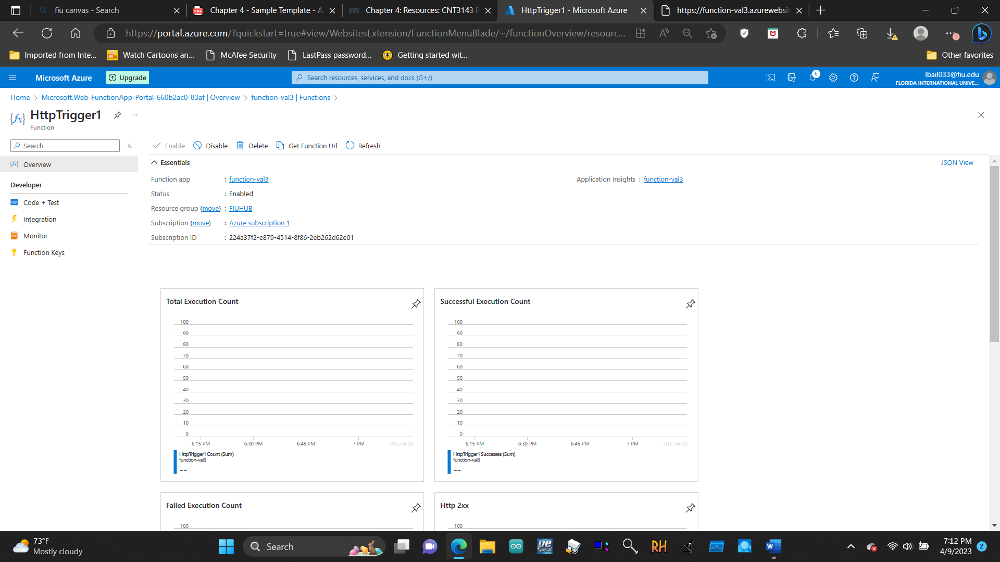 fiu canvas - Search
Chapter 4 - Sample Template - A
Chapter 4: Resources: CNT3143 R
HttpTrigger1 - Microsoft Azure
https://function-val3.azurewebsit
https://portal.azure.com/?quickstart=true#view/WebsitesExtension/FunctionMenuBlade/~/functionOverview/resourc...
Imported from Inte...
Watch Cartoons an...
McAfee Security
LastPass password...
Getting started wit...
Other favorites
Microsoft Azure
Upgrade
Search resources, services, and docs (G+/)
6
lbail033@fiu.edu
FLORIDA INTERNATIONAL UNIVE...
Home > Microsoft.Web-FunctionApp-Portal-660b2ac0-83af | Overview > function-val3 | Functions >
HttpTrigger1
Function
Search
Enable
Disable
Delete
Get Function Url
Refresh
Overview
Developer
Code + Test
Integration
Monitor
Function Keys
Essentials
JSON View
Function app : function-val3
Application Insights : function-val3
Status : Enabled
Resource group (move) : FIUHUB
Subscription (move) : Azure subscription 1
Subscription ID : 224a37f2-e879-4514-8f86-2eb262d62e01
Total Execution Count
100
90
80
70
60
50
40
30
20
10
0
6:15 PM 6:30 PM 6:45 PM 7 PM UTC-04:00
HttpTrigger1 Count (Sum)
function-val3
--
Successful Execution Count
100
90
80
70
60
50
40
30
20
10
0
6:15 PM 6:30 PM 6:45 PM 7 PM UTC-04:00
HttpTrigger1 Successes (Sum)
function-val3
--
Failed Execution Count
100
Http 2xx
100
73°F
Mostly cloudy
Search
RH
7:12 PM
4/9/2023
2